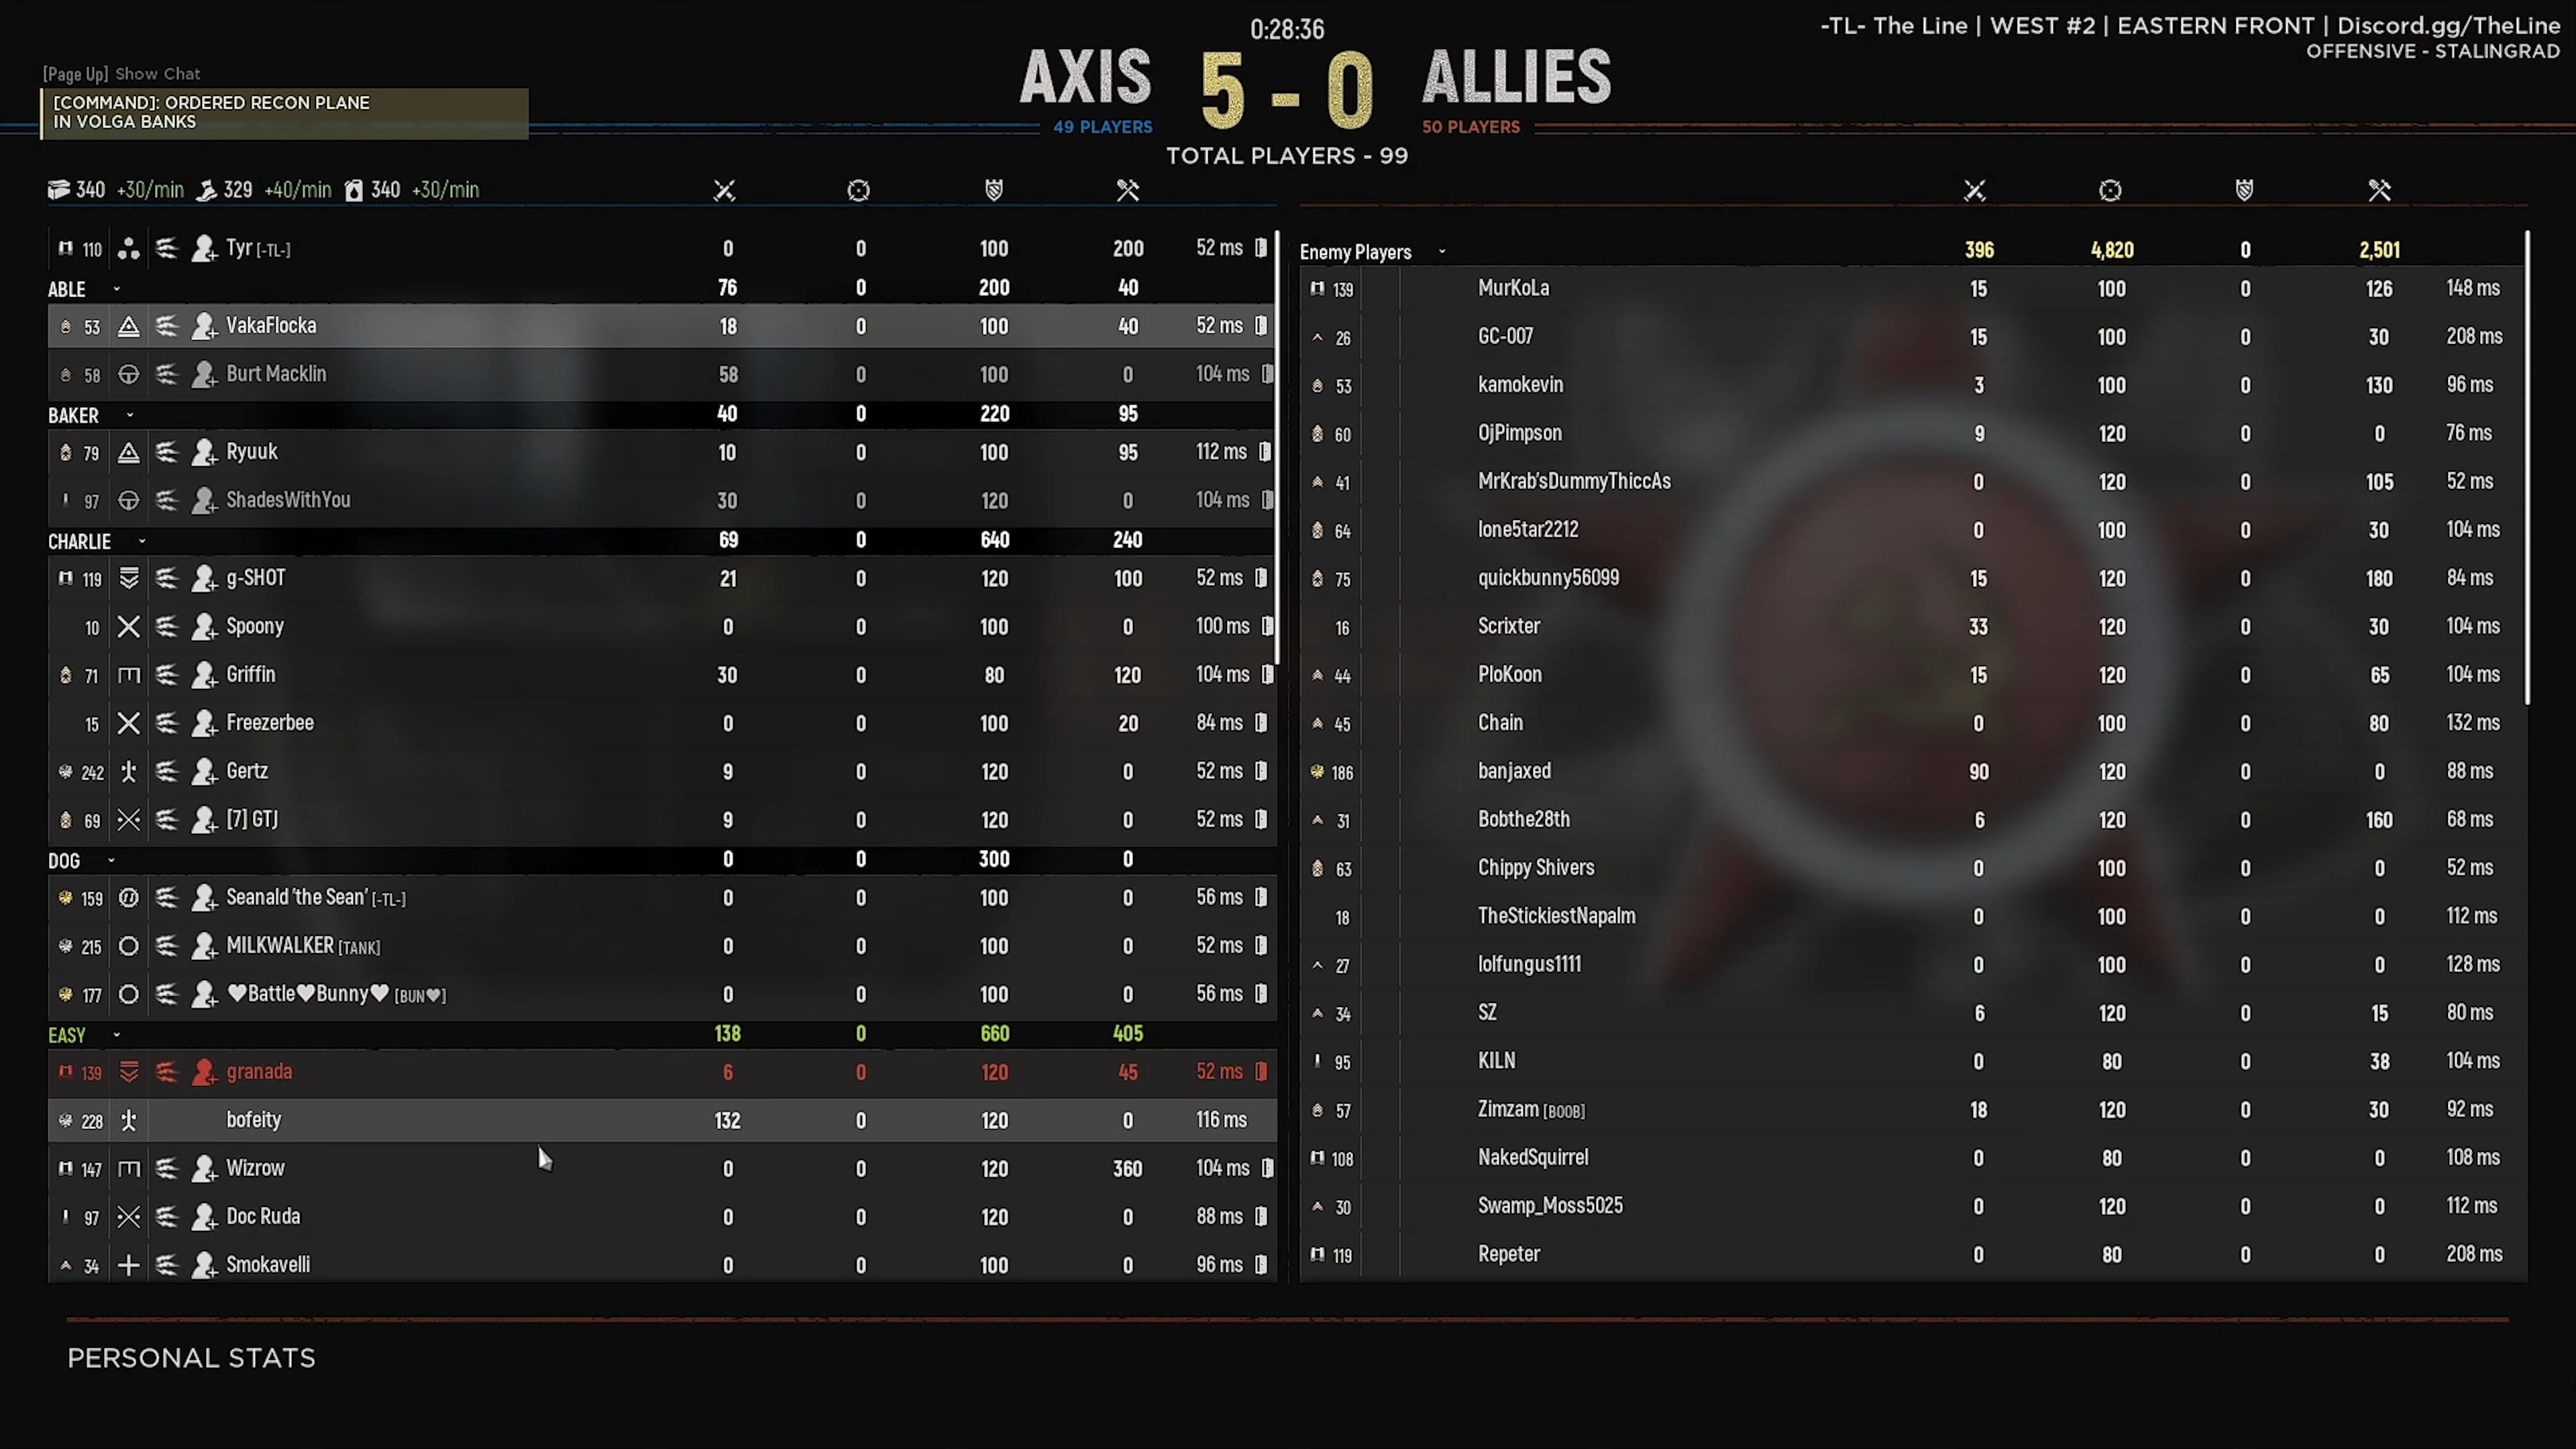 0:28:36
AXIS 5 - 0 ALLIES
49 PLAYERS
50 PLAYERS
TOTAL PLAYERS - 99
-TL- The Line | WEST #2 | EASTERN FRONT | Discord.gg/TheLine
OFFENSIVE - STALINGRAD
[Page Up] Show Chat
[COMMAND]: ORDERED RECON PLANE
IN VOLGA BANKS
340 +30/min 329 +40/min 340 +30/min
110 Tyr [-TL-] 0 0 100 200 52 ms
ABLE 76 0 200 40
53 VakaFlocka 18 0 100 40 52 ms
58 Burt Macklin 58 0 100 0 104 ms
BAKER 40 0 220 95
79 Ryuuk 10 0 100 95 112 ms
97 ShadesWithYou 30 0 120 0 104 ms
CHARLIE 69 0 640 240
119 g-SHOT 21 0 120 100 52 ms
10 Spoony 0 0 100 0 100 ms
71 Griffin 30 0 80 120 104 ms
15 Freezerbee 0 0 100 20 84 ms
242 Gertz 9 0 120 0 52 ms
69 [7] GTJ 9 0 120 0 52 ms
DOG 0 0 300 0
159 Seanald 'the Sean' [-TL-] 0 0 100 0 56 ms
215 MILKWALKER [TANK] 0 0 100 0 52 ms
177 ♥Battle♥Bunny♥ [BUN♥] 0 0 100 0 56 ms
EASY 138 0 660 405
139 granada 6 0 120 45 52 ms
228 bofeity 132 0 120 0 116 ms
147 Wizrow 0 0 120 360 104 ms
97 Doc Ruda 0 0 120 0 88 ms
34 Smokavelli 0 0 100 0 96 ms
Enemy Players 396 4,820 0 2,501
139 MurKoLa 15 100 0 126 148 ms
26 GC-007 15 100 0 30 208 ms
53 kamokevin 3 100 0 130 96 ms
60 OjPimpson 9 120 0 0 76 ms
41 MrKrab'sDummyThiccAs 0 120 0 105 52 ms
64 lone5tar2212 0 100 0 30 104 ms
75 quickbunny56099 15 120 0 180 84 ms
16 Scrixter 33 120 0 30 104 ms
44 PloKoon 15 120 0 65 104 ms
45 Chain 0 100 0 80 132 ms
186 banjaxed 90 120 0 0 88 ms
31 Bobthe28th 6 120 0 160 68 ms
63 Chippy Shivers 0 100 0 0 52 ms
18 TheStickiestNapalm 0 100 0 0 112 ms
27 lolfungus1111 0 100 0 0 128 ms
34 SZ 6 120 0 15 80 ms
95 KILN 0 80 0 38 104 ms
57 Zimzam [BOOB] 18 120 0 30 92 ms
108 NakedSquirrel 0 80 0 0 108 ms
30 Swamp_Moss5025 0 120 0 0 112 ms
119 Repeter 0 80 0 0 208 ms
PERSONAL STATS